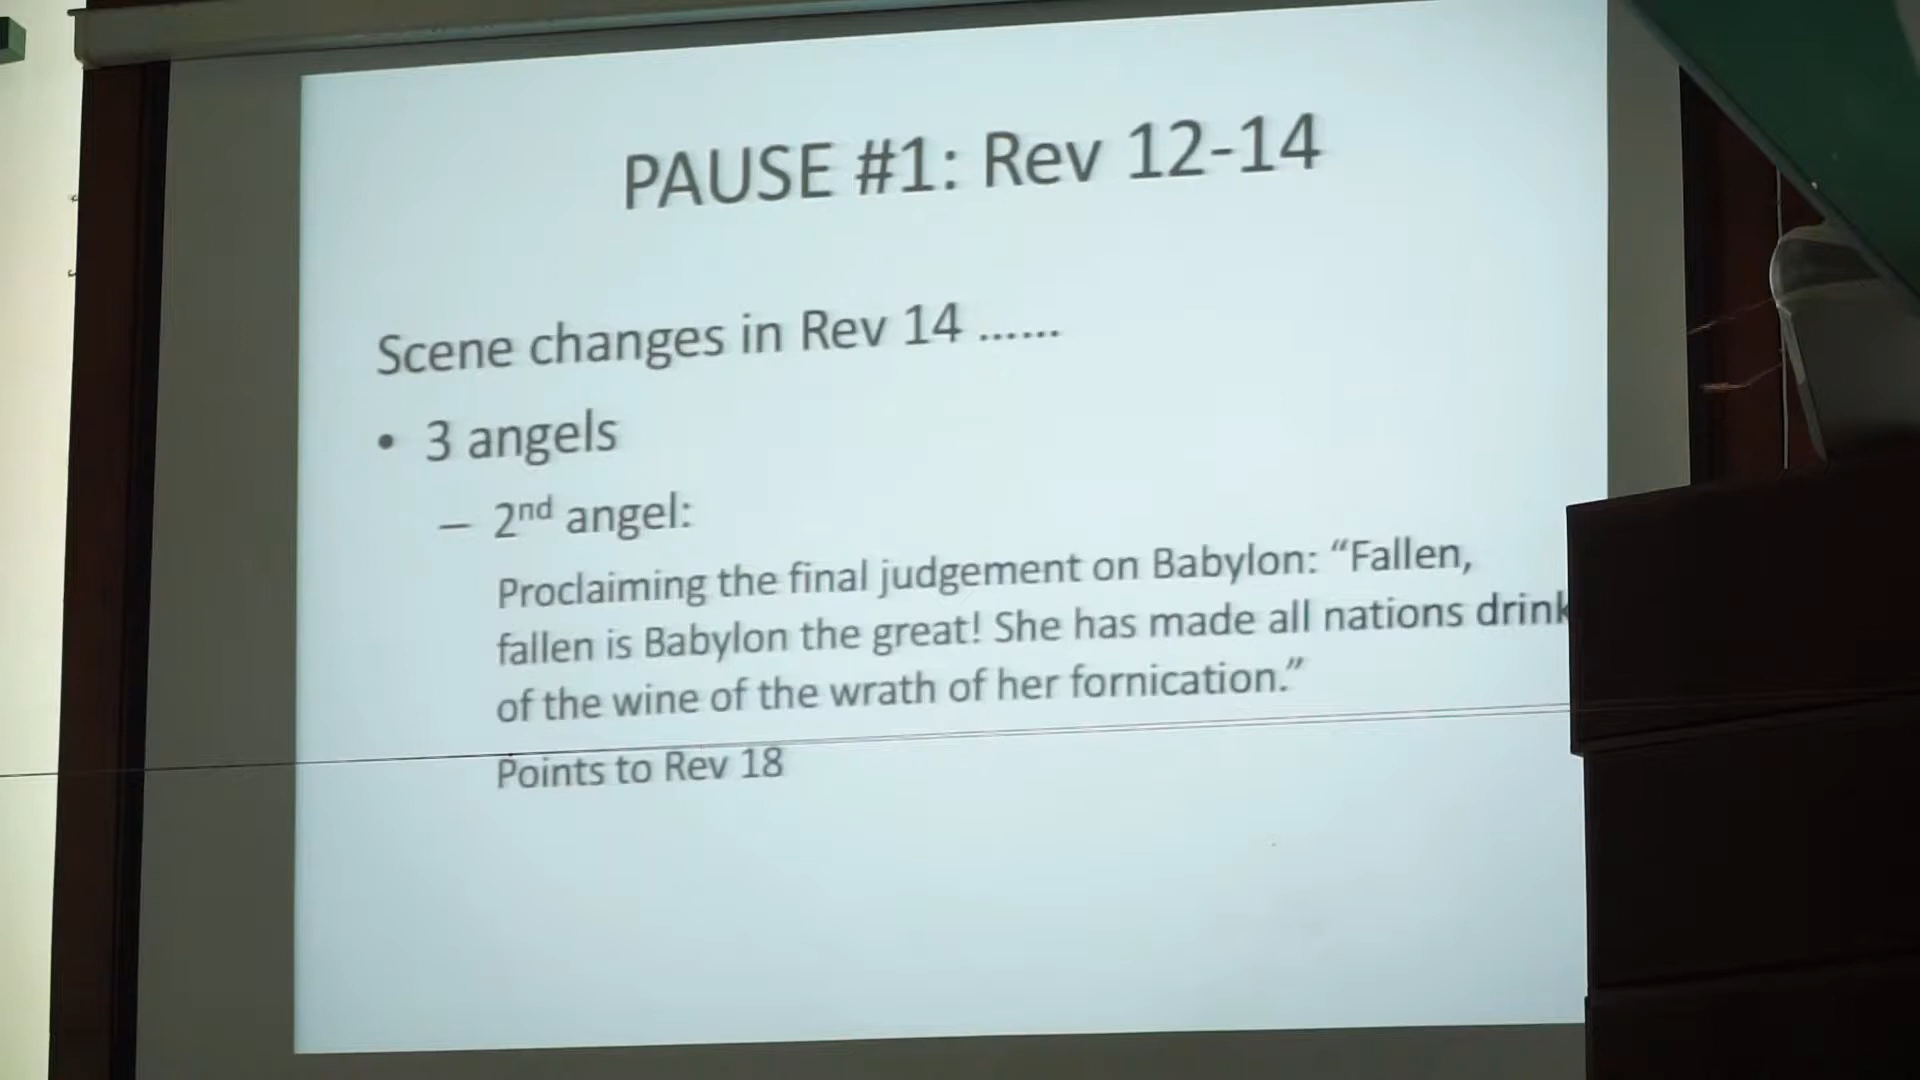 PAUSE #1: Rev 12-14
Scene changes in Rev 14 ......
• 3 angels
– 2nd angel:
Proclaiming the final judgement on Babylon: “Fallen,
fallen is Babylon the great! She has made all nations drink
of the wine of the wrath of her fornication.”
Points to Rev 18